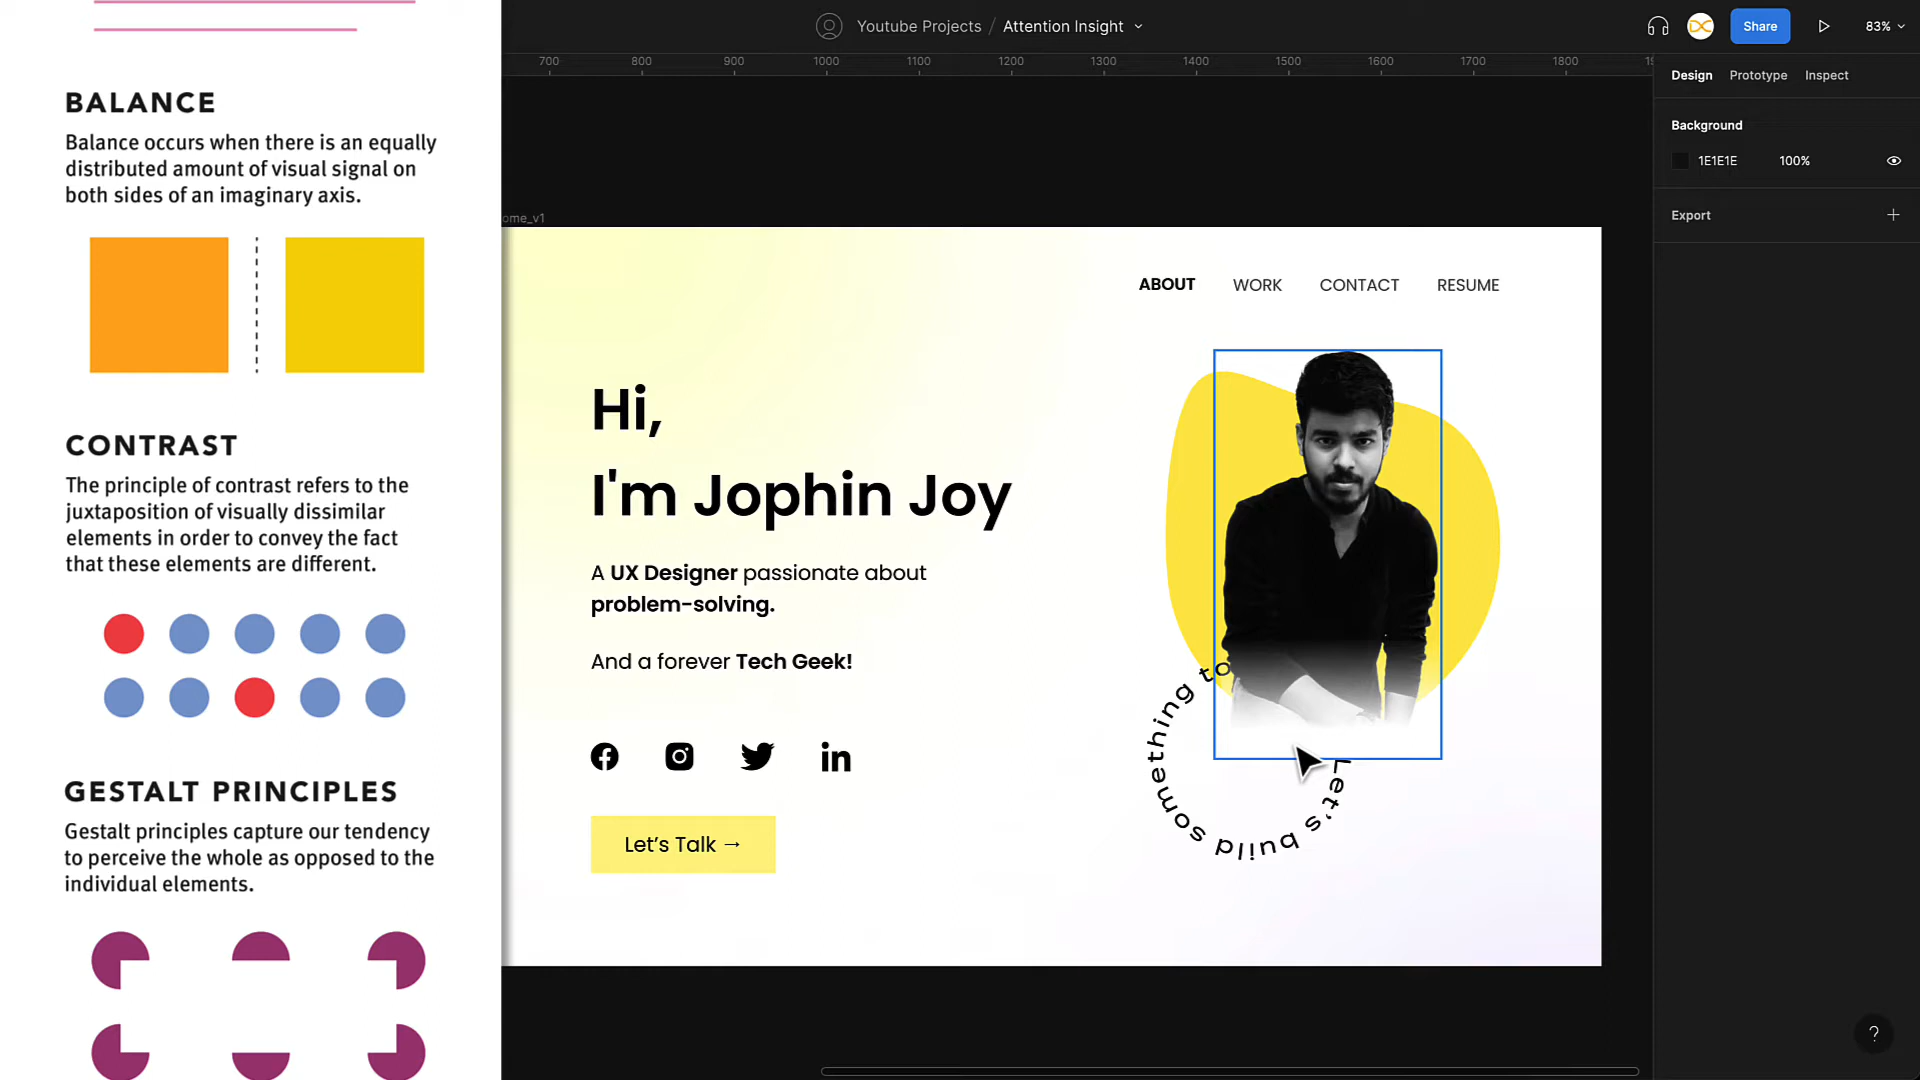 BALANCE
Balance occurs when there is an equally
distributed amount of visual signal on
both sides of an imaginary axis.
CONTRAST
The principle of contrast refers to the
juxtaposition of visually dissimilar
elements in order to convey the fact
that these elements are different.
GESTALT PRINCIPLES
Gestalt principles capture our tendency
to perceive the whole as opposed to the
individual elements.
Youtube Projects / Attention Insight
Share
83%
700 800 900 1000 1100 1200 1300 1400 1500 1600 1700 1800
Design Prototype Inspect
Background
1E1E1E 100%
Export
ome_v1
ABOUT WORK CONTACT RESUME
Hi,
I'm Jophin Joy
A UX Designer passionate about
problem-solving.
And a forever Tech Geek!
Let's Talk →
Let's build something to
?